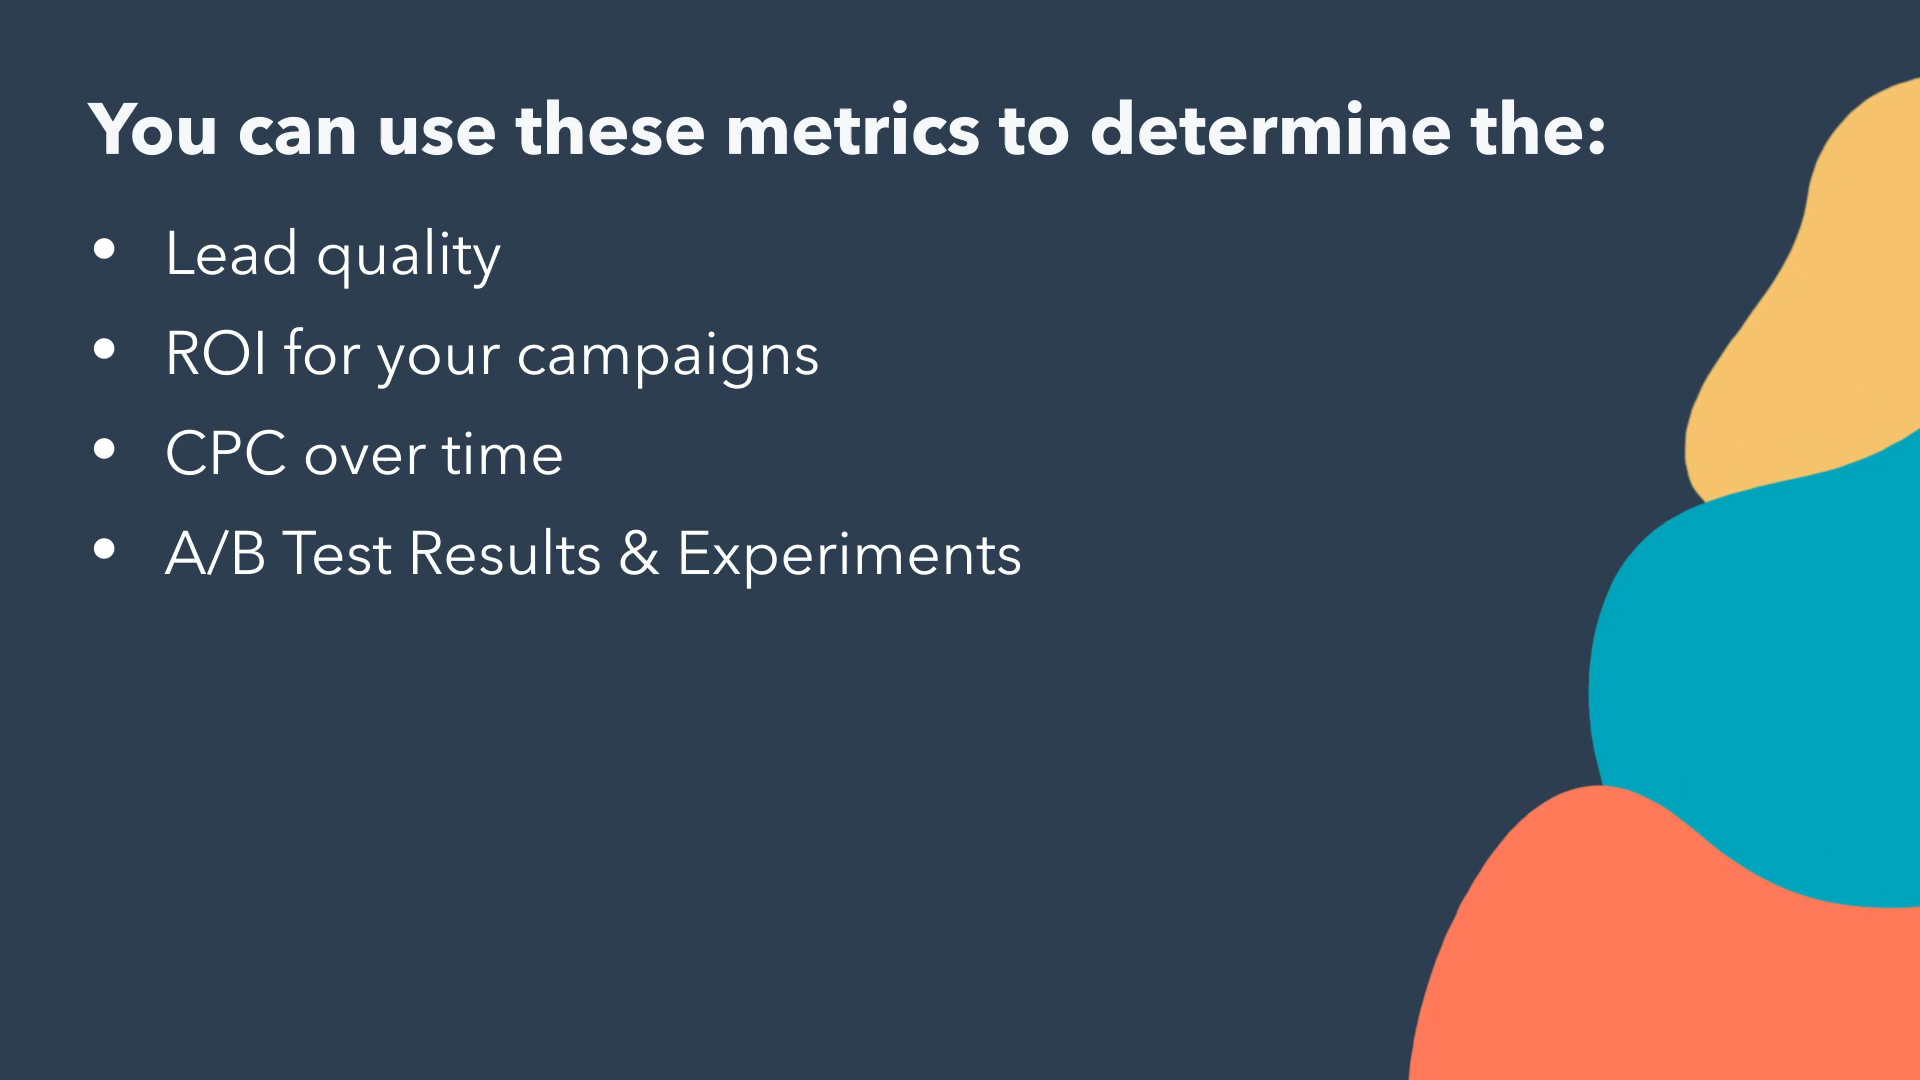 You can use these metrics to determine the:
• Lead quality
• ROI for your campaigns
• CPC over time
• A/B Test Results & Experiments